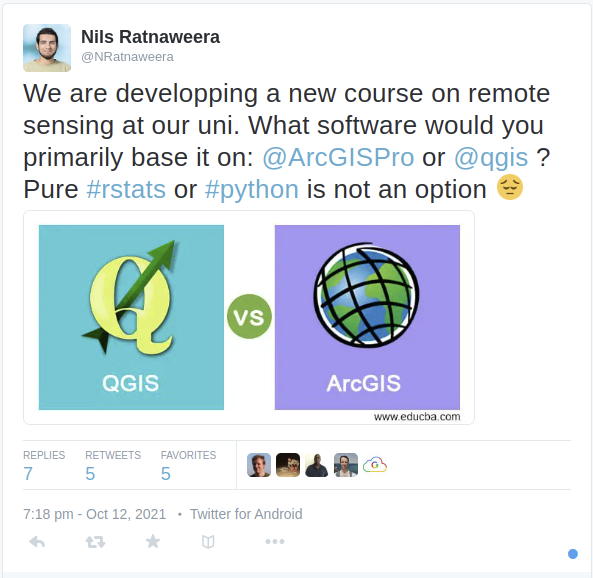 Nils Ratnaweera
@NRatnaweera
We are developping a new course on remote
sensing at our uni. What software would you
primarily base it on: @ArcGISPro or @qgis ?
Pure #rstats or #python is not an option 😔
QGIS
vs
ArcGIS
www.educba.com
REPLIES RETWEETS FAVORITES
7 5 5
7:18 pm - Oct 12, 2021 • Twitter for Android